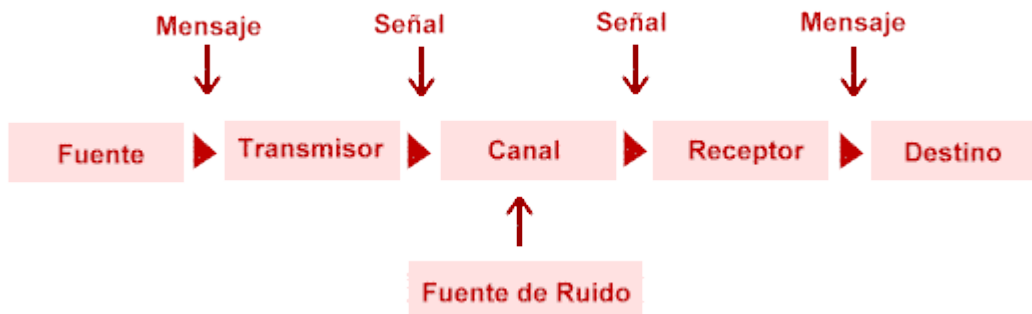 Mensaje
Señal
Señal
Mensaje
Fuente
Transmisor
Canal
Receptor
Destino
Fuente de Ruido